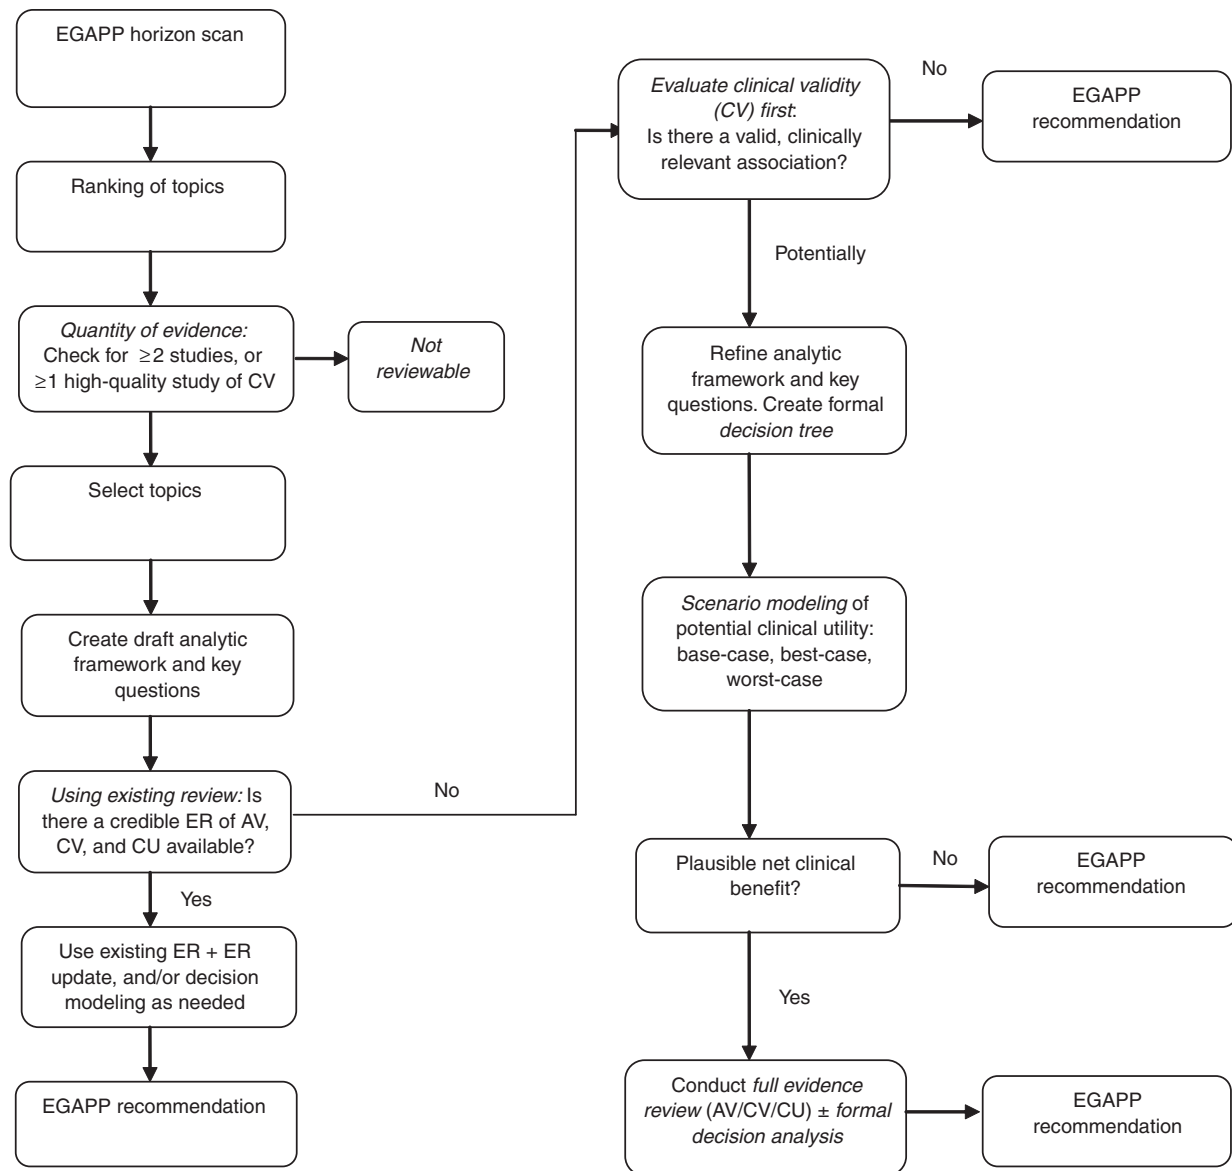 EGAPP horizon scan
Ranking of topics
Quantity of evidence:
Check for ≥2 studies, or
≥1 high-quality study of CV
Not
reviewable
Select topics
Create draft analytic
framework and key
questions
Using existing review: Is
there a credible ER of AV,
CV, and CU available?
No
Yes
Use existing ER + ER
update, and/or decision
modeling as needed
EGAPP recommendation
Evaluate clinical validity
(CV) first:
Is there a valid, clinically
relevant association?
No
EGAPP
recommendation
Potentially
Refine analytic
framework and key
questions. Create formal
decision tree
Scenario modeling of
potential clinical utility:
base-case, best-case,
worst-case
Plausible net clinical
benefit?
No
EGAPP
recommendation
Yes
Conduct full evidence
review (AV/CV/CU) ± formal
decision analysis
EGAPP
recommendation